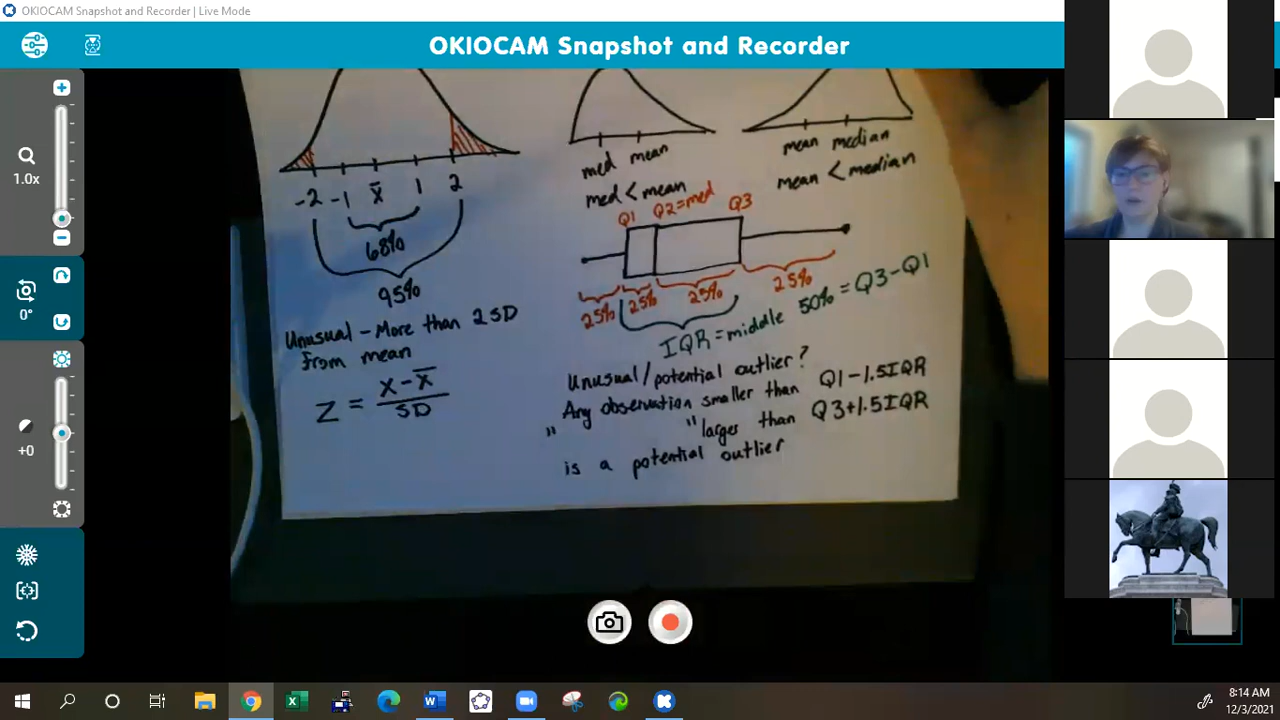 OKIOCAM Snapshot and Recorder | Live Mode
OKIOCAM Snapshot and Recorder
1.0x
0°
+0
-2 -1 x̄ 1 2
68%
95%
Unusual - More than 2SD
from mean
z = x - x̄
SD
med mean
med < mean
mean median
mean < median
Q1 Q2=med Q3
25% 25% 25% 25%
IQR = middle 50% = Q3-Q1
Unusual/potential outlier?
Any observation smaller than Q1-1.5IQR
" " larger than Q3+1.5IQR
is a potential outlier
8:14 AM
12/3/2021